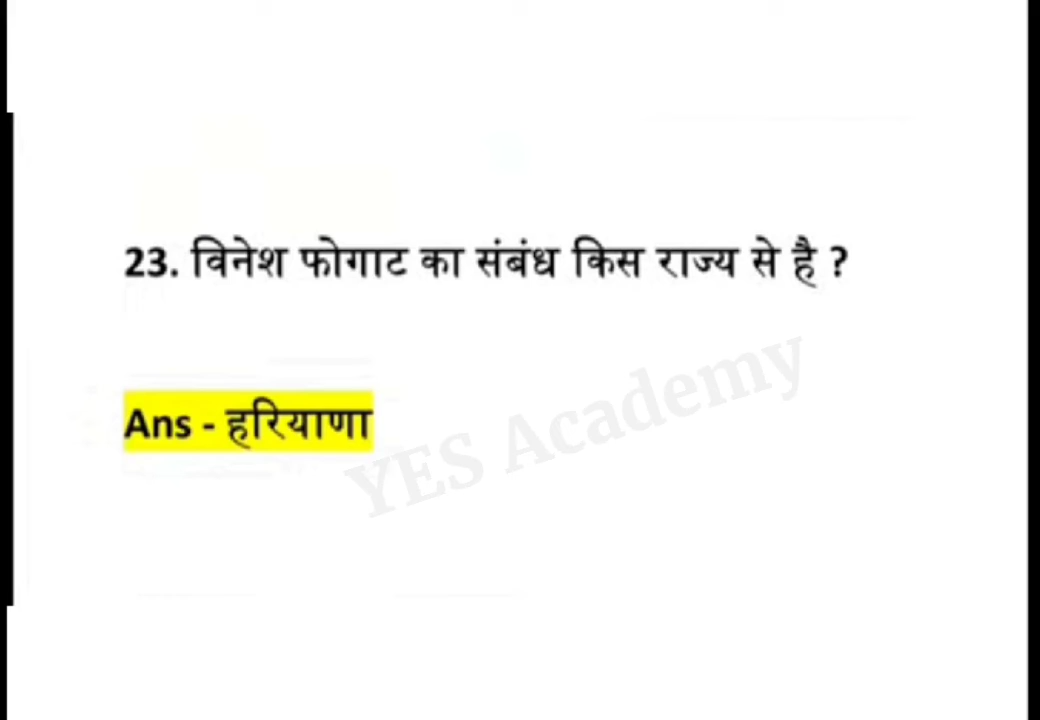 23. विनेश फोगाट का संबंध किस राज्य से है ?
Ans - हरियाणा
YES Academy